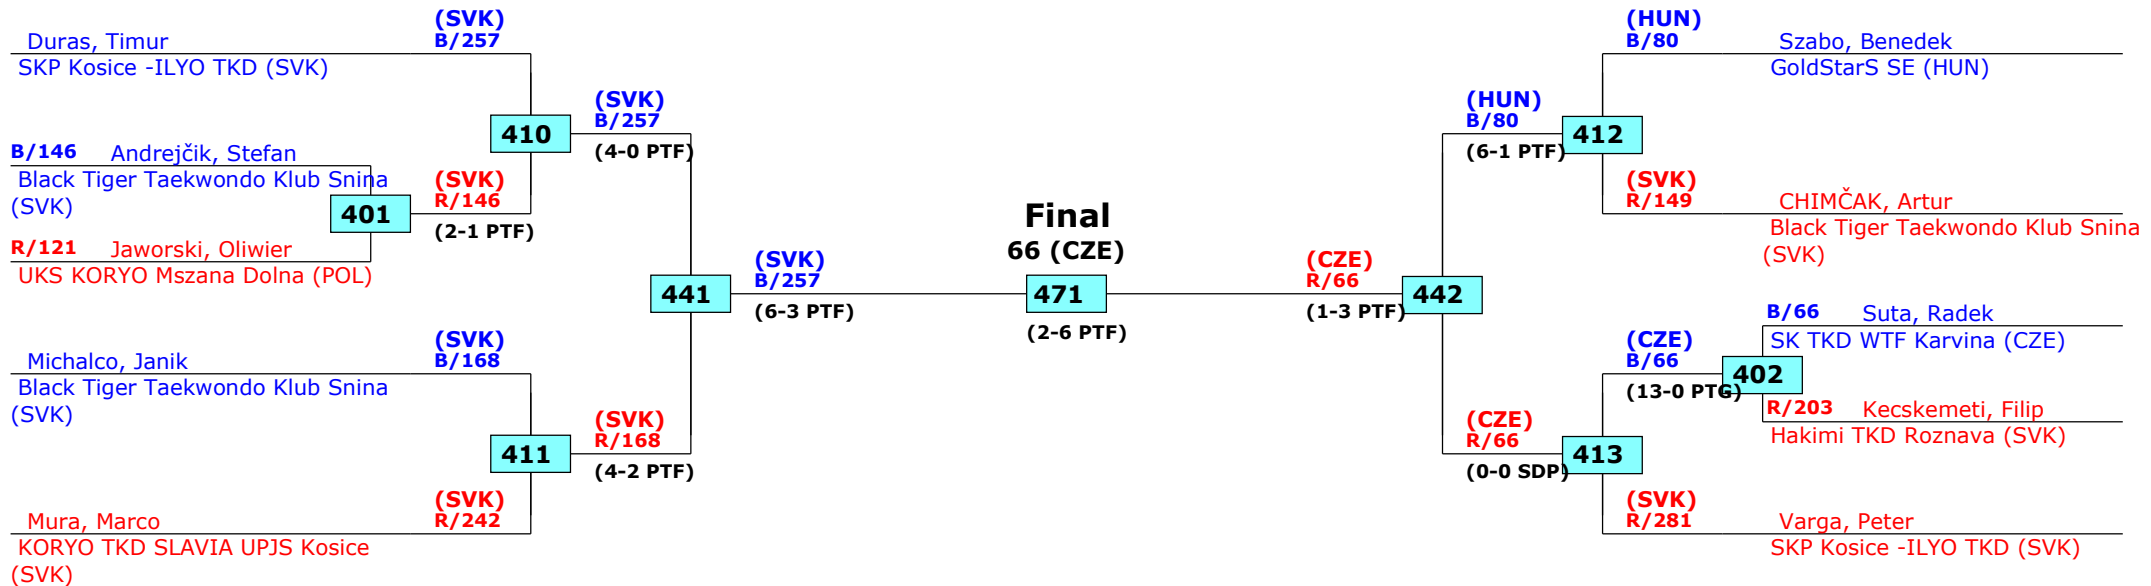 (SVK)
B/257
Duras, Timur
SKP Kosice -ILYO TKD (SVK)
410
(SVK)
B/257
(4-0 PTF)
B/146 Andrejčik, Stefan
Black Tiger Taekwondo Klub Snina
(SVK)
401
(SVK)
R/146
(2-1 PTF)
R/121 Jaworski, Oliwier
UKS KORYO Mszana Dolna (POL)
441
(SVK)
B/257
(6-3 PTF)
(SVK)
B/168
Michalco, Janik
Black Tiger Taekwondo Klub Snina
(SVK)
411
(SVK)
R/168
(4-2 PTF)
(SVK)
R/242
Mura, Marco
KORYO TKD SLAVIA UPJS Kosice
(SVK)
Final
66 (CZE)
471
(2-6 PTF)
(HUN)
B/80
Szabo, Benedek
GoldStarS SE (HUN)
(HUN)
B/80
(6-1 PTF)
412
(SVK)
R/149
CHIMČAK, Artur
Black Tiger Taekwondo Klub Snina
(SVK)
(CZE)
R/66
(1-3 PTF)
442
B/66 Suta, Radek
SK TKD WTF Karvina (CZE)
(CZE)
B/66
(13-0 PTG)
402
R/203 Kecskemeti, Filip
Hakimi TKD Roznava (SVK)
(CZE)
R/66
(0-0 SDP)
413
(SVK)
R/281
Varga, Peter
SKP Kosice -ILYO TKD (SVK)